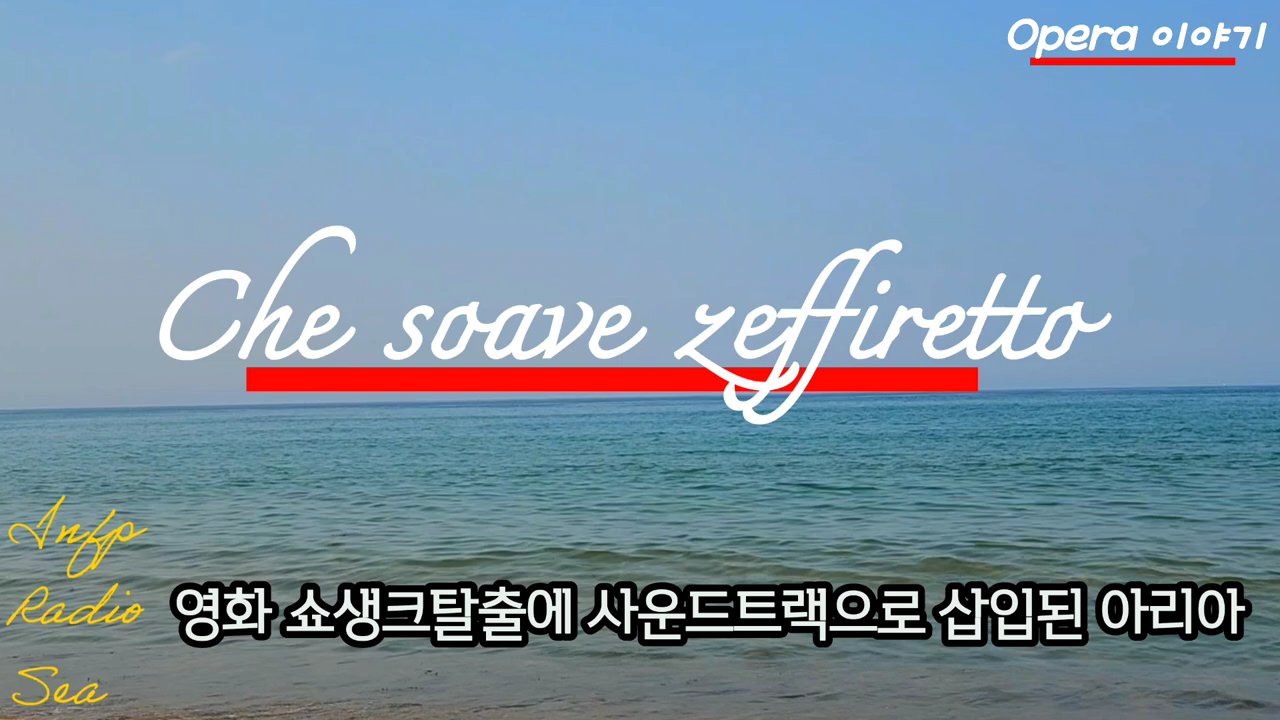 Opera 이야기
Che soave zeffiretto
Infp
Radio
Sea
영화 쇼생크탈출에 사운드트랙으로 삽입된 아리아